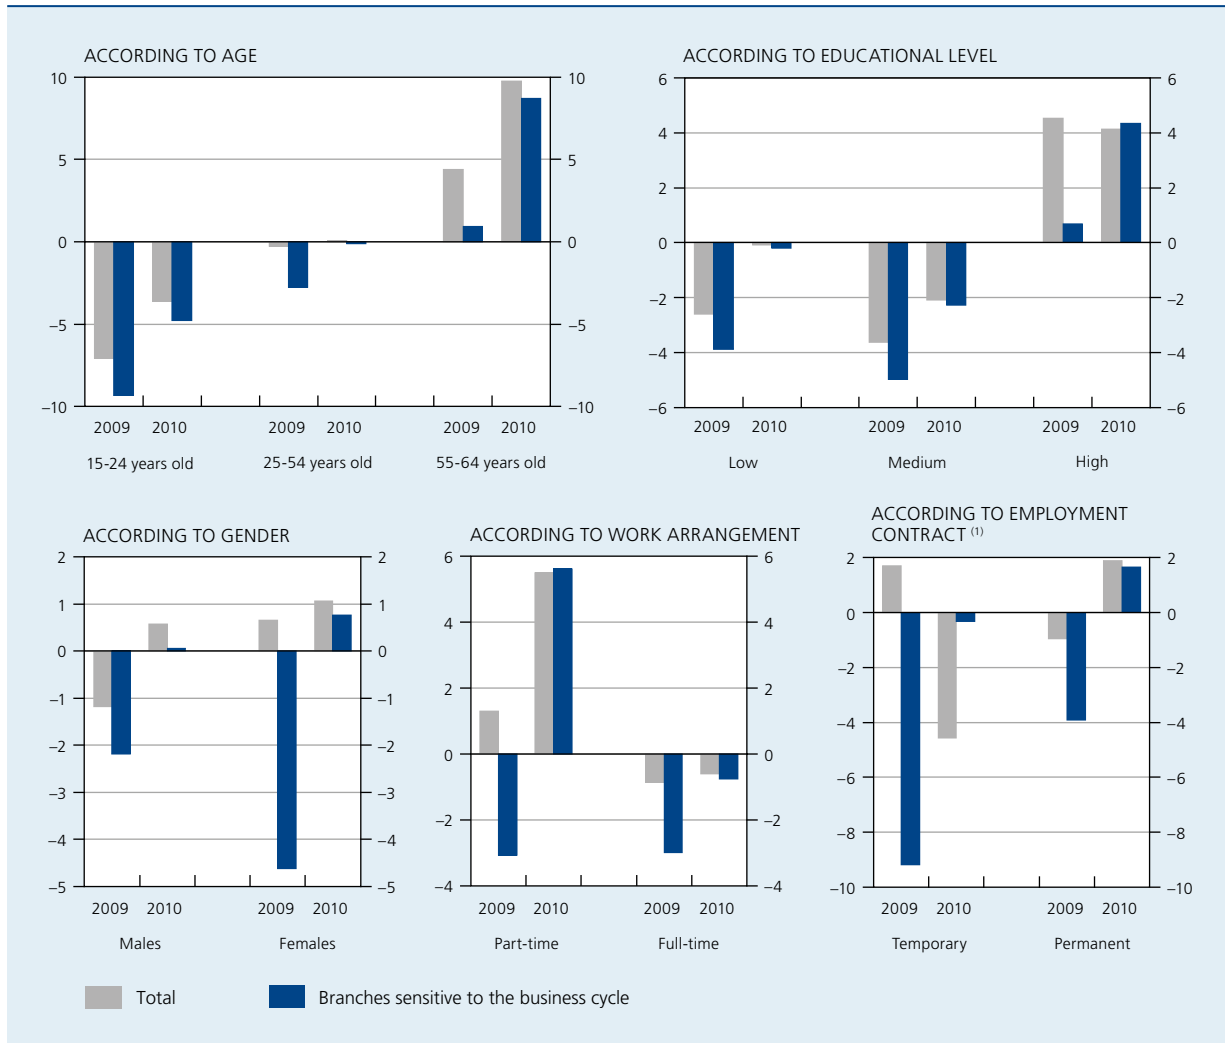 ACCORDING TO AGE
10 10
5 5
0 0
–5 –5
–10 –10
2009 2010 2009 2010 2009 2010
15-24 years old 25-54 years old 55-64 years old
ACCORDING TO EDUCATIONAL LEVEL
6 6
4 4
2 2
0 0
–2 –2
–4 –4
–6 –6
2009 2010 2009 2010 2009 2010
Low Medium High
ACCORDING TO GENDER
2 2
1 1
0 0
–1 –1
–2 –2
–3 –3
–4 –4
–5 –5
2009 2010 2009 2010
Males Females
ACCORDING TO WORK ARRANGEMENT
6 6
4 4
2 2
0 0
–2 –2
–4 –4
2009 2010 2009 2010
Part-time Full-time
ACCORDING TO EMPLOYMENT
CONTRACT (1)
2 2
0 0
–2 –2
–4 –4
–6 –6
–8 –8
–10 –10
2009 2010 2009 2010
Temporary Permanent
Total Branches sensitive to the business cycle